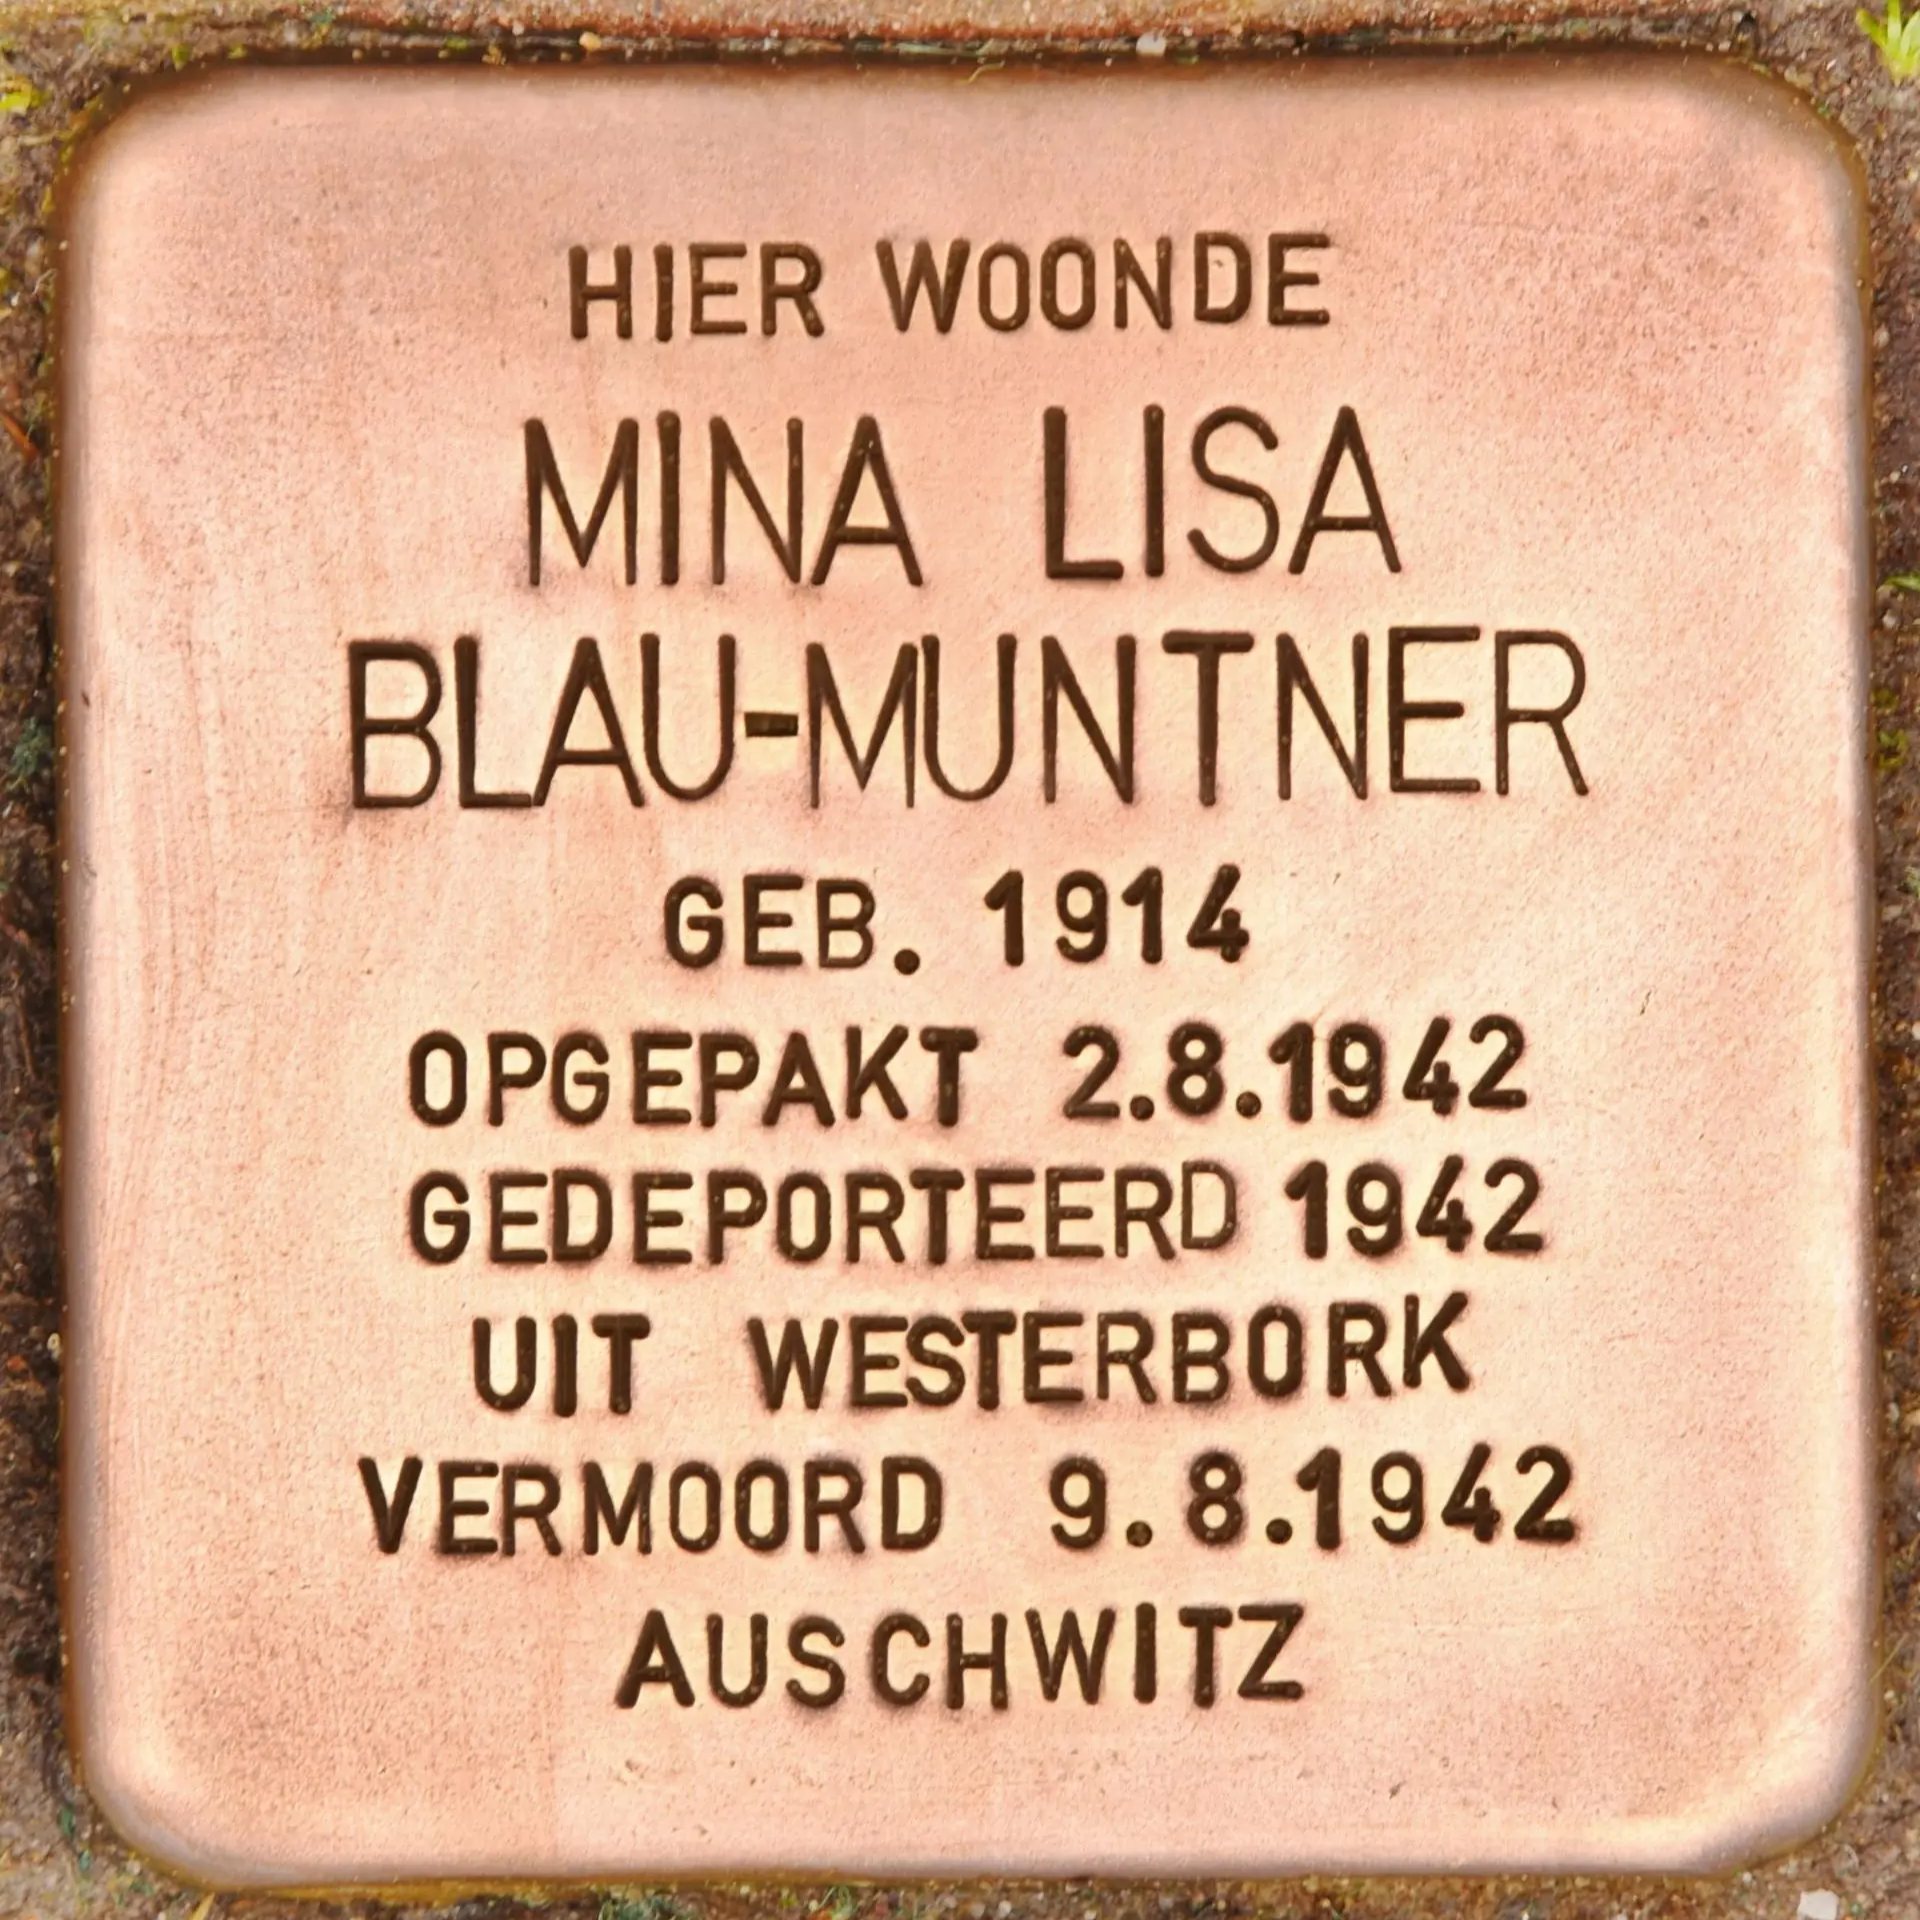 HIER WOONDE
MINA LISA
BLAU-MUNTNER
GEB. 1914
OPGEPAKT 2.8.1942
GEDEPORTEERD 1942
UIT WESTERBORK
VERMOORD 9.8.1942
AUSCHWITZ